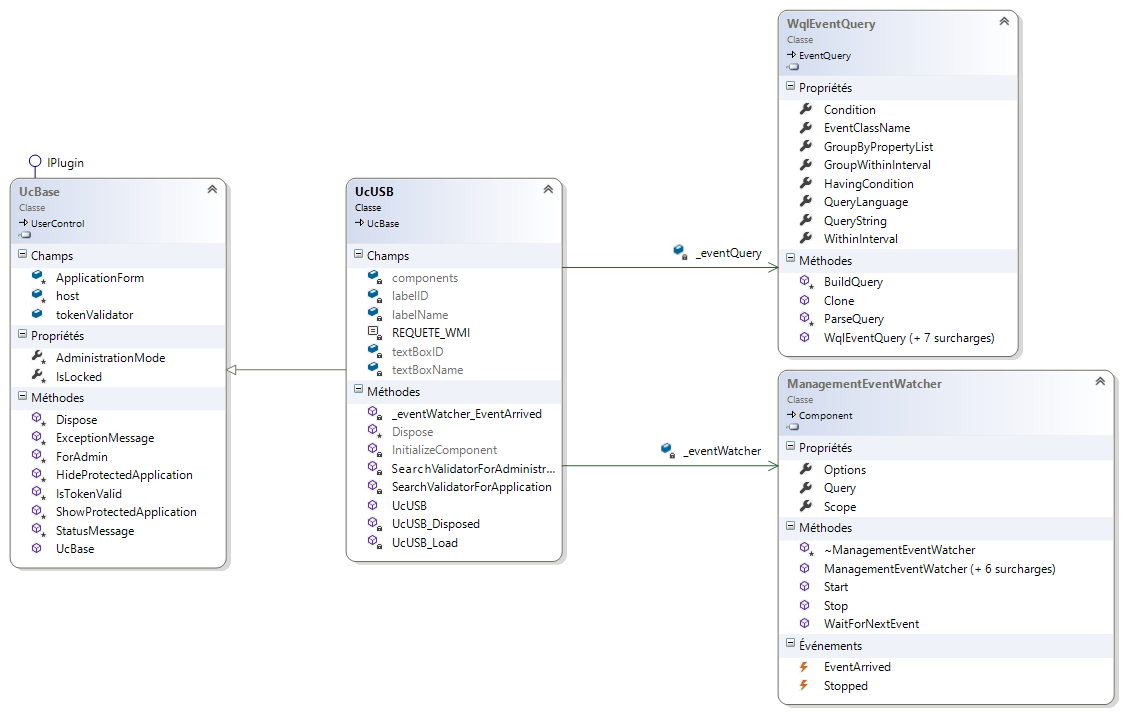 IPlugin
UcBase
Classe
UserControl
Champs
ApplicationForm
host
tokenValidator
Propriétés
AdministrationMode
IsLocked
Méthodes
Dispose
ExceptionMessage
ForAdmin
HideProtectedApplication
IsTokenValid
ShowProtectedApplication
StatusMessage
UcBase
UcUSB
Classe
UcBase
Champs
components
labelID
labelName
REQUETE_WMI
textBoxID
textBoxName
Méthodes
_eventWatcher_EventArrived
Dispose
InitializeComponent
SearchValidatorForAdministr...
SearchValidatorForApplication
UcUSB
UcUSB_Disposed
UcUSB_Load
_eventQuery
_eventWatcher
WqlEventQuery
Classe
EventQuery
Propriétés
Condition
EventClassName
GroupByPropertyList
GroupWithinInterval
HavingCondition
QueryLanguage
QueryString
WithinInterval
Méthodes
BuildQuery
Clone
ParseQuery
WqlEventQuery (+ 7 surcharges)
ManagementEventWatcher
Classe
Component
Propriétés
Options
Query
Scope
Méthodes
~ManagementEventWatcher
ManagementEventWatcher (+ 6 surcharges)
Start
Stop
WaitForNextEvent
Événements
EventArrived
Stopped